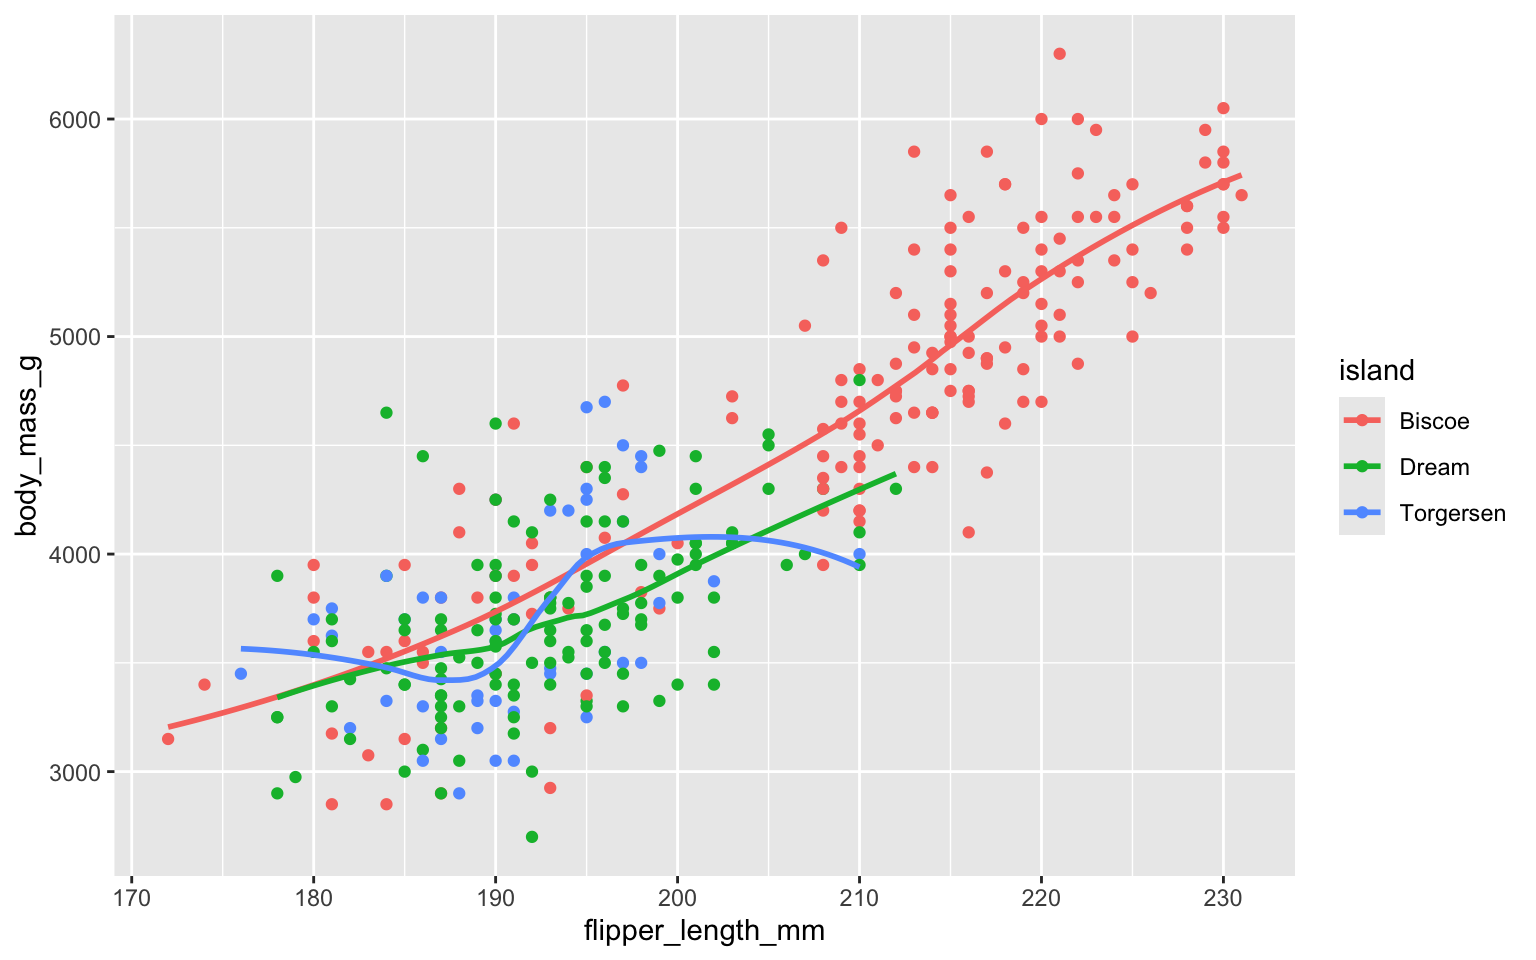 6000
5000
4000
3000
body_mass_g
170 180 190 200 210 220 230
flipper_length_mm
island
Biscoe
Dream
Torgersen